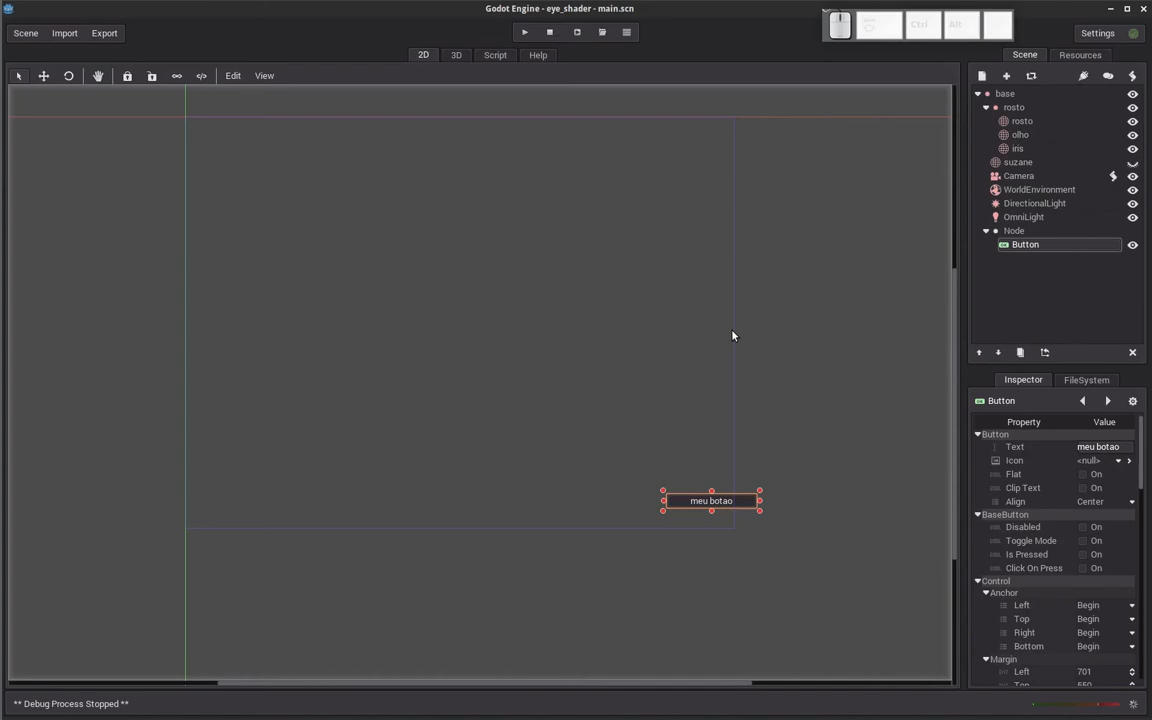 Godot Engine - eye_shader - main.scn
Scene Import Export
Ctrl Alt
Settings
2D 3D Script Help
Scene Resources
Edit View
base
rosto
rosto
olho
iris
suzane
Camera
WorldEnvironment
DirectionalLight
OmniLight
Node
Button
Inspector FileSystem
Button
Property Value
Button
Text meu botao
Icon <null>
Flat On
Clip Text On
Align Center
BaseButton
Disabled On
Toggle Mode On
Is Pressed On
Click On Press On
Control
Anchor
Left Begin
Top Begin
Right Begin
Bottom Begin
Margin
Left 701
Top 550
meu botao
** Debug Process Stopped **